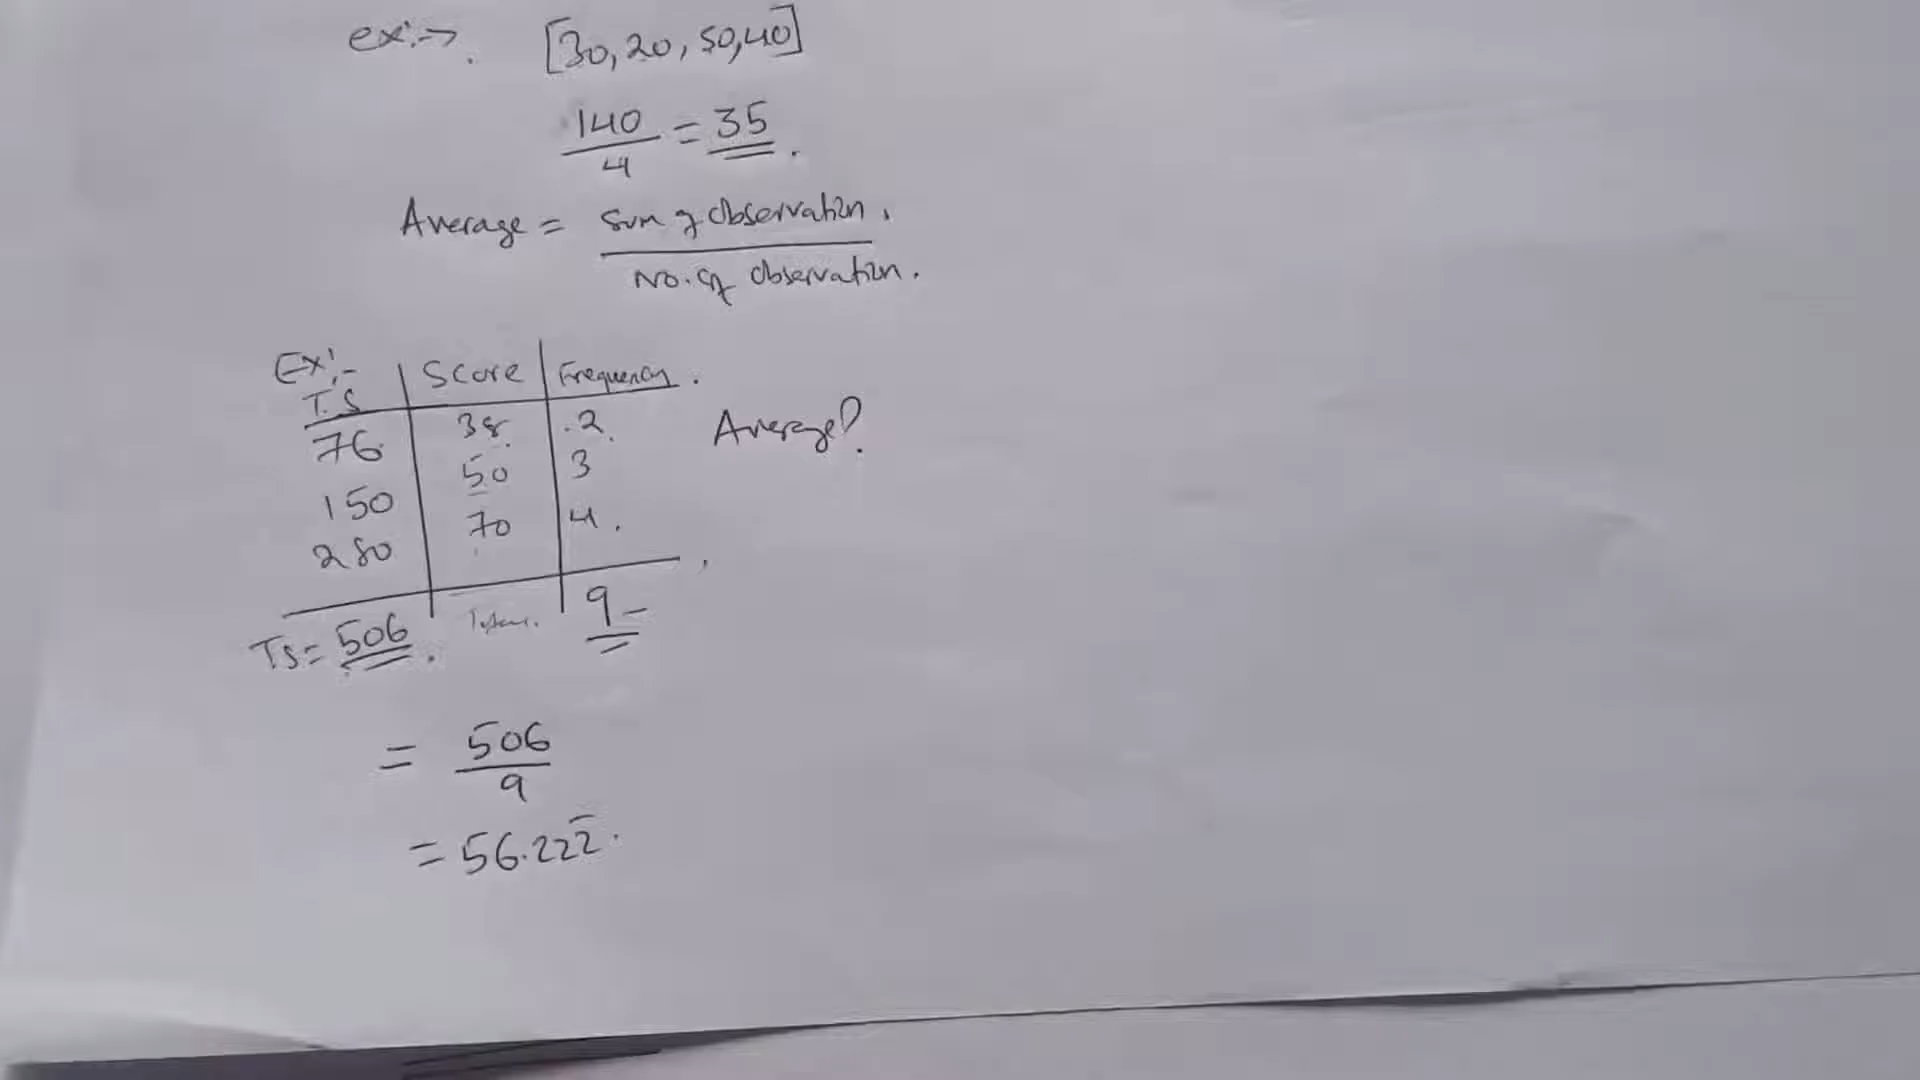 ex:→. [30, 20, 50, 40]
140
4
= 35.
Average = Sum of observation.
No. of observation.
Ex:- T.S | Score | Frequency.
76 | 38 | 2
150 | 50 | 3
280 | 70 | 4.
Average?
TS = 506. 9
= 506
9
= 56.222.